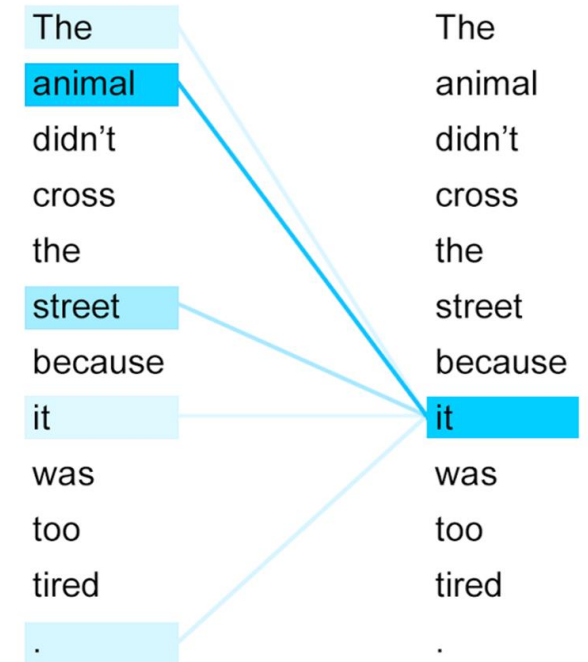 The
animal
didn’t
cross
the
street
because
it
was
too
tired
.
The
animal
didn’t
cross
the
street
because
it
was
too
tired
.